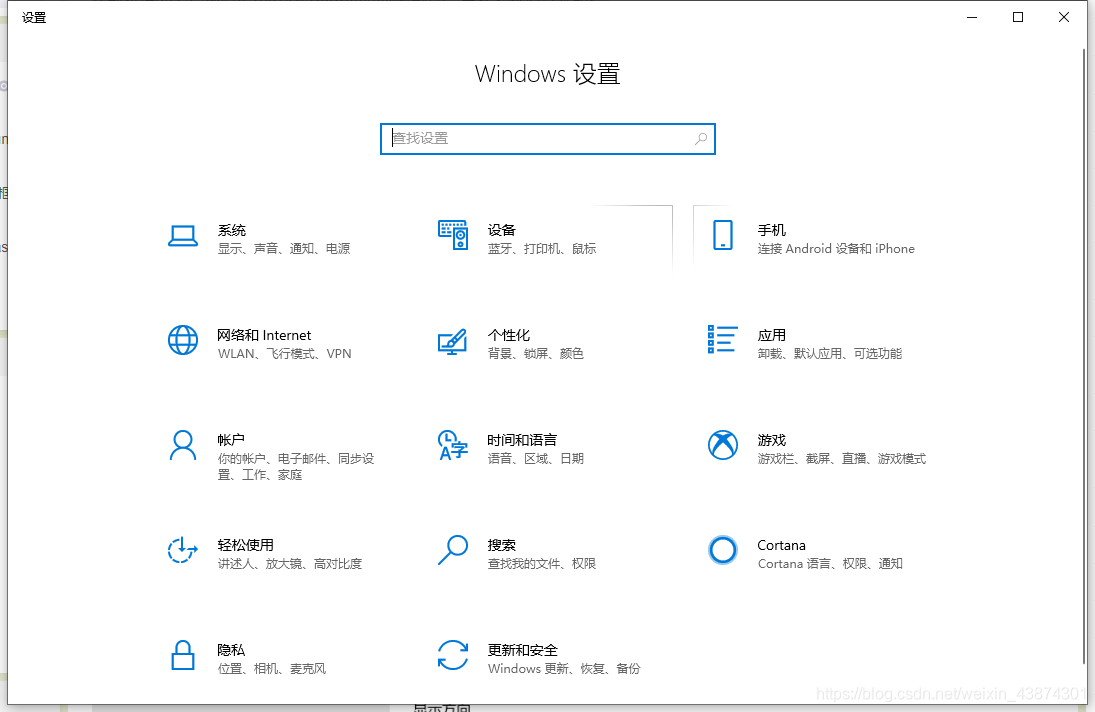 设置
Windows 设置
查找设置
系统
显示、声音、通知、电源
设备
蓝牙、打印机、鼠标
手机
连接 Android 设备和 iPhone
网络和 Internet
WLAN、飞行模式、VPN
个性化
背景、锁屏、颜色
应用
卸载、默认应用、可选功能
帐户
你的帐户、电子邮件、同步设
置、工作、家庭
时间和语言
语音、区域、日期
游戏
游戏栏、截屏、直播、游戏模式
轻松使用
讲述人、放大镜、高对比度
搜索
查找我的文件、权限
Cortana
Cortana 语言、权限、通知
隐私
位置、相机、麦克风
更新和安全
Windows 更新、恢复、备份
https://blog.csdn.net/weixin_43874301
显示方向